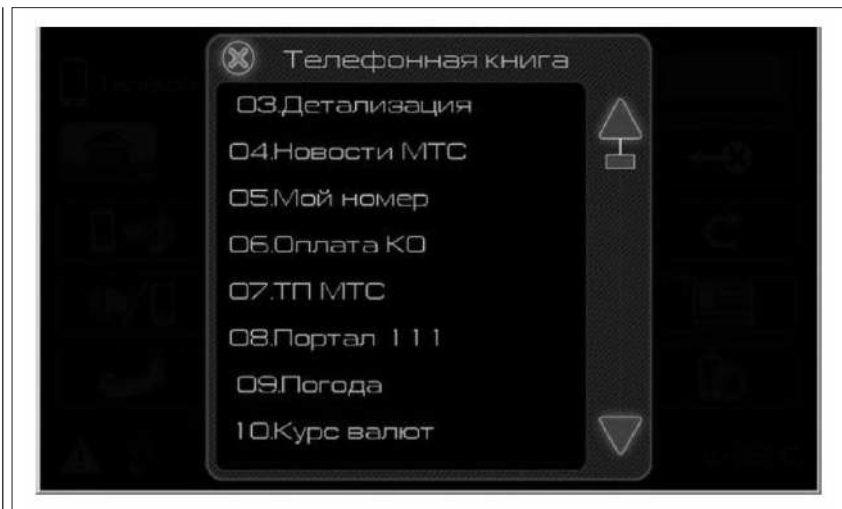 Телефонная книга
03.Детализация
04.Новости МТС
05.Мой номер
06.Оплата КО
07.ТП МТС
08.Портал 111
09.Погода
10.Курс валют